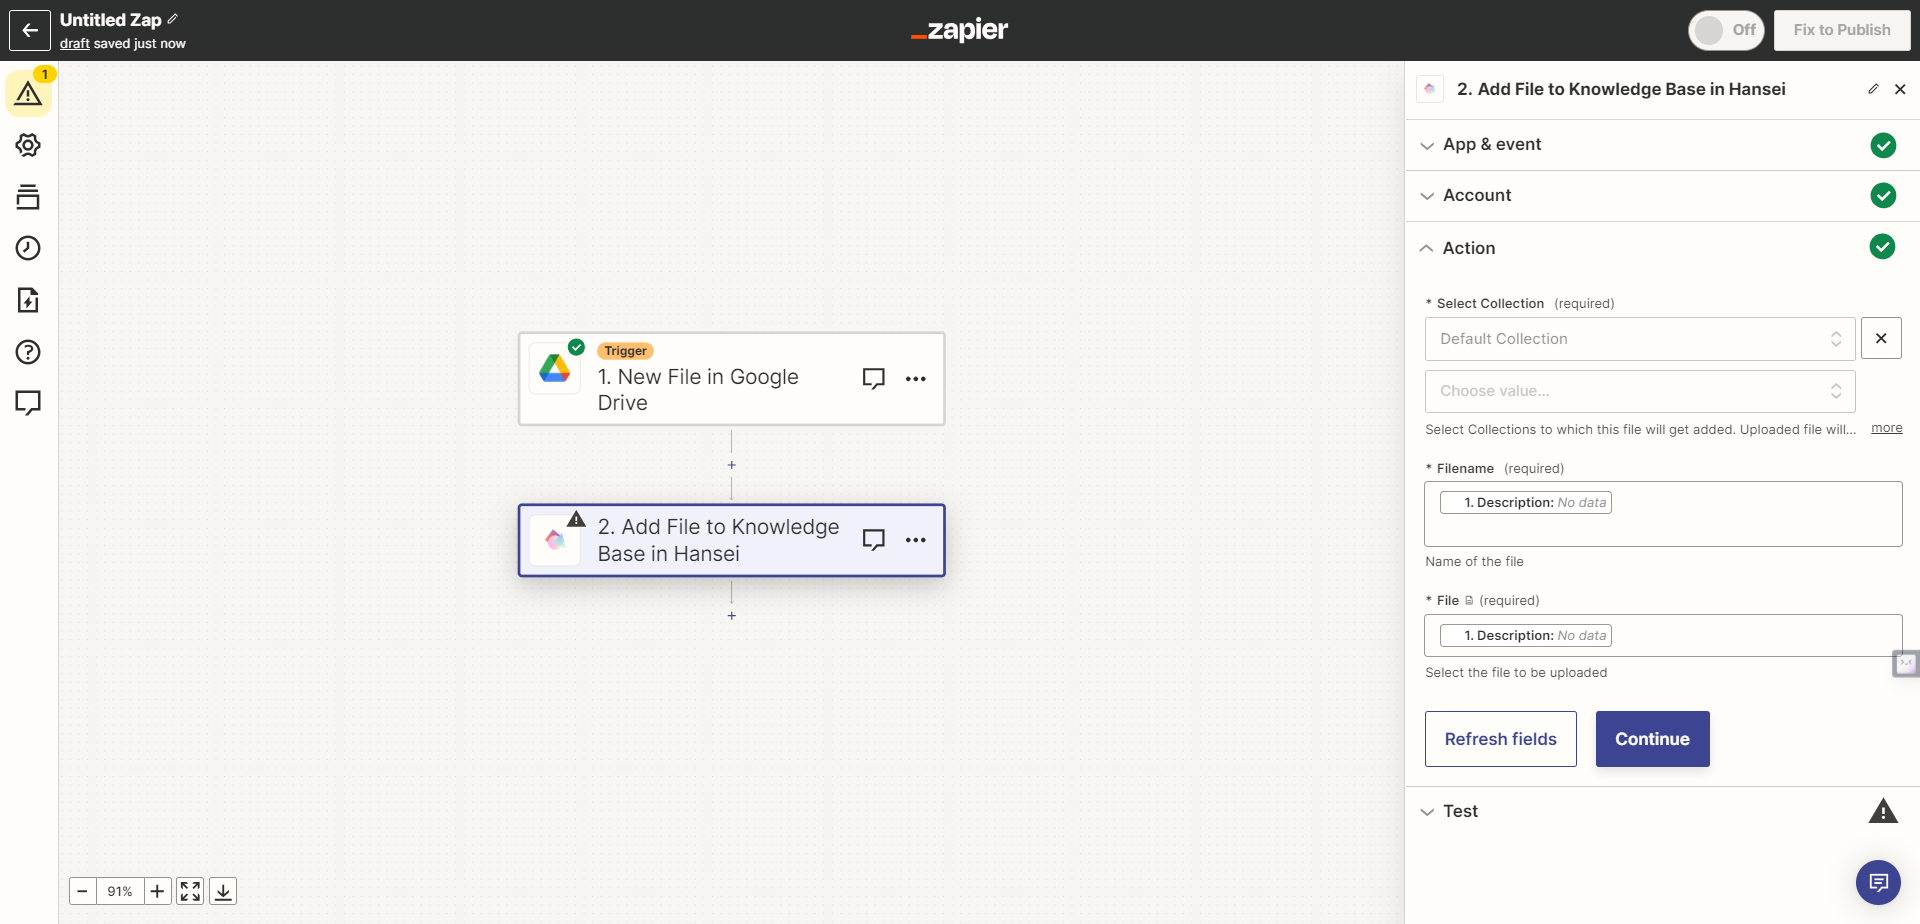 Untitled Zap
draft saved just now
zapier
Off
Fix to Publish
1
2. Add File to Knowledge Base in Hansei
App & event
Account
Action
* Select Collection (required)
Default Collection
Choose value...
Select Collections to which this file will get added. Uploaded file will... more
* Filename (required)
1. Description: No data
Name of the file
* File (required)
1. Description: No data
Select the file to be uploaded
Refresh fields
Continue
Test
Trigger
1. New File in Google
Drive
2. Add File to Knowledge
Base in Hansei
91%